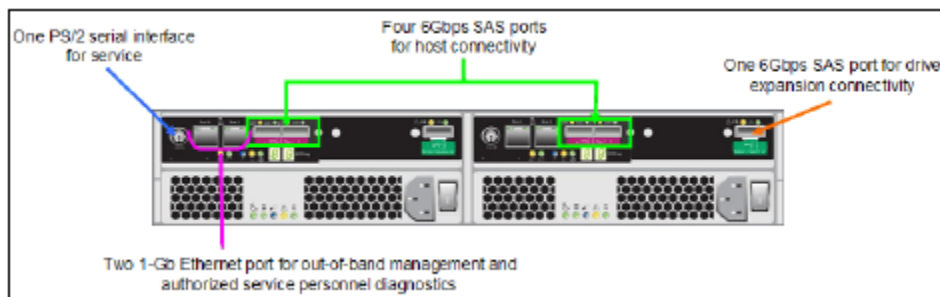 One PS/2 serial interface
for service
Four 6Gbps SAS ports
for host connectivity
One 6Gbps SAS port for drive
expansion connectivity
Two 1-Gb Ethernet port for out-of-band management and
authorized service personnel diagnostics